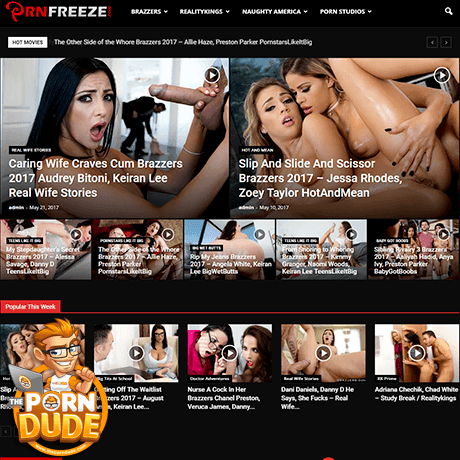 PRNFREEZE
BRAZZERS
REALITYKINGS
NAUGHTY AMERICA
PORN STUDIOS
HOT MOVIES
The Other Side of the Whore Brazzers 2017 – Allie Haze, Preston Parker PornstarsLikeItBig
REAL WIFE STORIES
Caring Wife Craves Cum Brazzers
2017 Audrey Bitoni, Keiran Lee
Real Wife Stories
admin - May 21, 2017
HOT AND MEAN
Slip And Slide And Scissor
Brazzers 2017 – Jessa Rhodes,
Zoey Taylor HotAndMean
admin - May 10, 2017
TEENS LIKE IT BIG
My Stepdaughter's Secret
Brazzers 2017 – Alessa
Savage, Danny D
TeensLikeItBig
PORNSTARS LIKE IT BIG
The Other Side of the Whore
Brazzers 2017 – Allie Haze,
Preston Parker
PornstarsLikeItBig
BIG WET BUTTS
Rip My Jeans Brazzers
2017 – Angela White, Keiran
Lee BigWetButts
TEENS LIKE IT BIG
From Snoring to Whoring
Brazzers 2017 – Kimmy
Granger, Naomi Woods,
Keiran Lee TeensLikeItBig
BABY GOT BOOBS
Sibling Rivalry 3 Brazzers
2017 – Aaliyah Hadid, Anya
Ivy, Preston Parker
BabyGotBoobs
Popular This Week
Hot
Big Tits At School
Off The Waitlist
Brazzers 2017 – August
Ames, Keiran Lee...
Doctor Adventures
Nurse A Cock In Her
Brazzers Chanel Preston,
Veruca James, Danny...
Real Wife Stories
Dani Daniels, Danny D He
Says, She Fucks – Real
Wife...
RK Prime
Adriana Chechik, Chad White
– Study Break / Realitykings
THE
PORN
DUDE